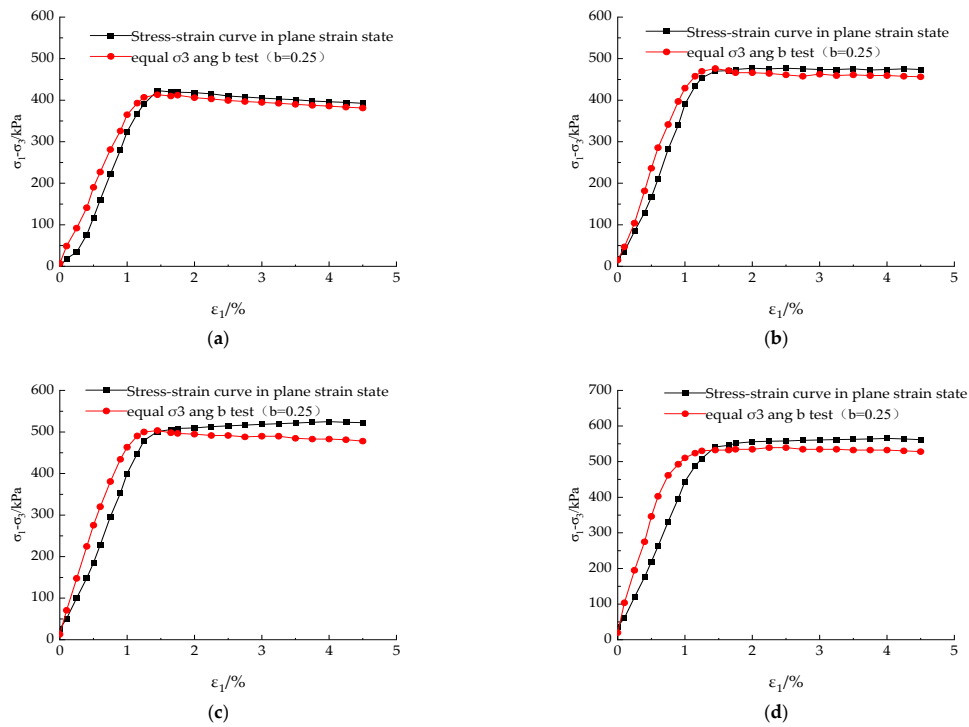 600
500
400
300
200
100
0
Stress-strain curve in plane strain state
equal σ3 ang b test（b=0.25）
σ₁-σ₃/kPa
0 1 2 3 4 5
ε₁/%
(a)
600
500
400
300
200
100
0
Stress-strain curve in plane strain state
equal σ3 ang b test（b=0.25）
σ₁-σ₃/kPa
0 1 2 3 4 5
ε₁/%
(b)
600
500
400
300
200
100
0
Stress-strain curve in plane strain state
equal σ3 ang b test（b=0.25）
σ₁-σ₃/kPa
0 1 2 3 4 5
ε₁/%
(c)
700
600
500
400
300
200
100
0
Stress-strain curve in plane strain state
equal σ3 ang b test（b=0.25）
σ₁-σ₃/kPa
0 1 2 3 4 5
ε₁/%
(d)